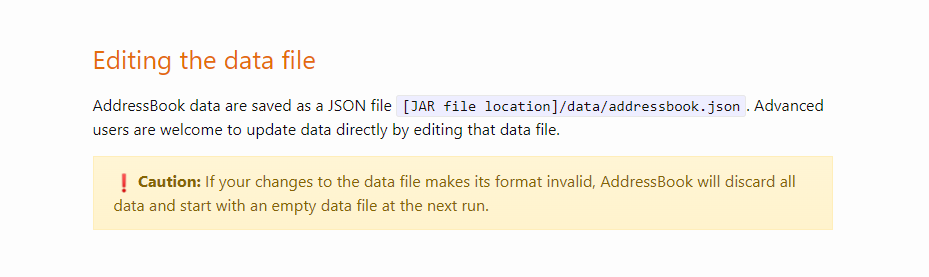 Editing the data file
AddressBook data are saved as a JSON file [JAR file location]/data/addressbook.json. Advanced
users are welcome to update data directly by editing that data file.
❗ Caution: If your changes to the data file makes its format invalid, AddressBook will discard all
data and start with an empty data file at the next run.